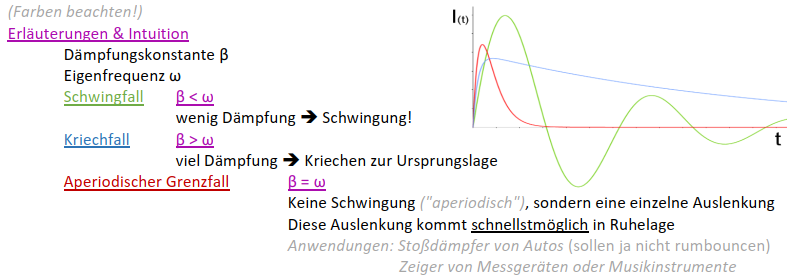 (Farben beachten!)
Erläuterungen & Intuition
Dämpfungskonstante β
Eigenfrequenz ω
Schwingfall β < ω
wenig Dämpfung ➔ Schwingung!
Kriechfall β > ω
viel Dämpfung ➔ Kriechen zur Ursprungslage
Aperiodischer Grenzfall β = ω
Keine Schwingung ("aperiodisch"), sondern eine einzelne Auslenkung
Diese Auslenkung kommt schnellstmöglich in Ruhelage
Anwendungen: Stoßdämpfer von Autos (sollen ja nicht rumbouncen)
Zeiger von Messgeräten oder Musikinstrumente
I(t)
t